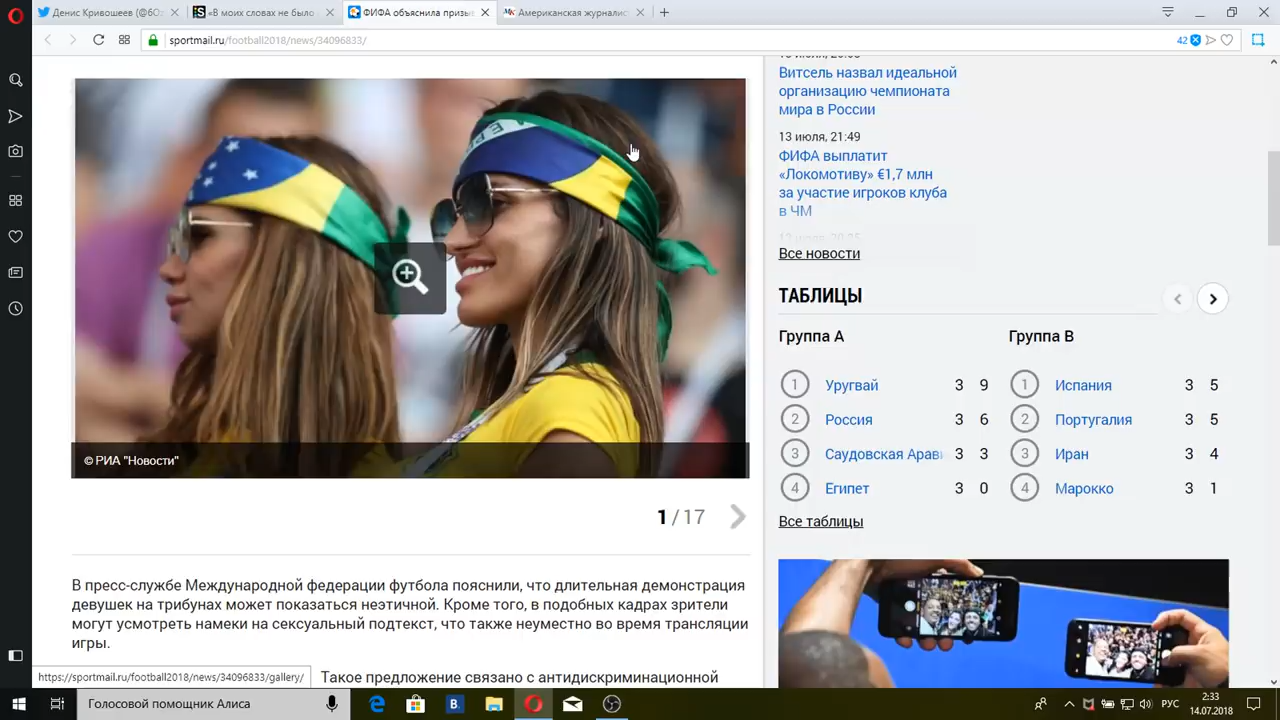 Денис Кривошеев (@6Oz
«В моих словах не было
ФИФА объяснила призы
Американская журналист
sportmail.ru/football2018/news/34096833/
42
© РИА "Новости"
1 / 17
В пресс-службе Международной федерации футбола пояснили, что длительная демонстрация
девушек на трибунах может показаться неэтичной. Кроме того, в подобных кадрах зрители
могут усмотреть намеки на сексуальный подтекст, что также неуместно во время трансляции
игры.
Такое предложение связано с антидискриминационной
https://sportmail.ru/football2018/news/34096833/gallery/
Витсель назвал идеальной
организацию чемпионата
мира в России
13 июля, 21:49
ФИФА выплатит
«Локомотиву» €1,7 млн
за участие игроков клуба
в ЧМ
Все новости
ТАБЛИЦЫ
Группа A
1 Уругвай 3 9
2 Россия 3 6
3 Саудовская Арави 3 3
4 Египет 3 0
Группа B
1 Испания 3 5
2 Португалия 3 5
3 Иран 3 4
4 Марокко 3 1
Все таблицы
Голосовой помощник Алиса
B.
РУС
2:33
14.07.2018